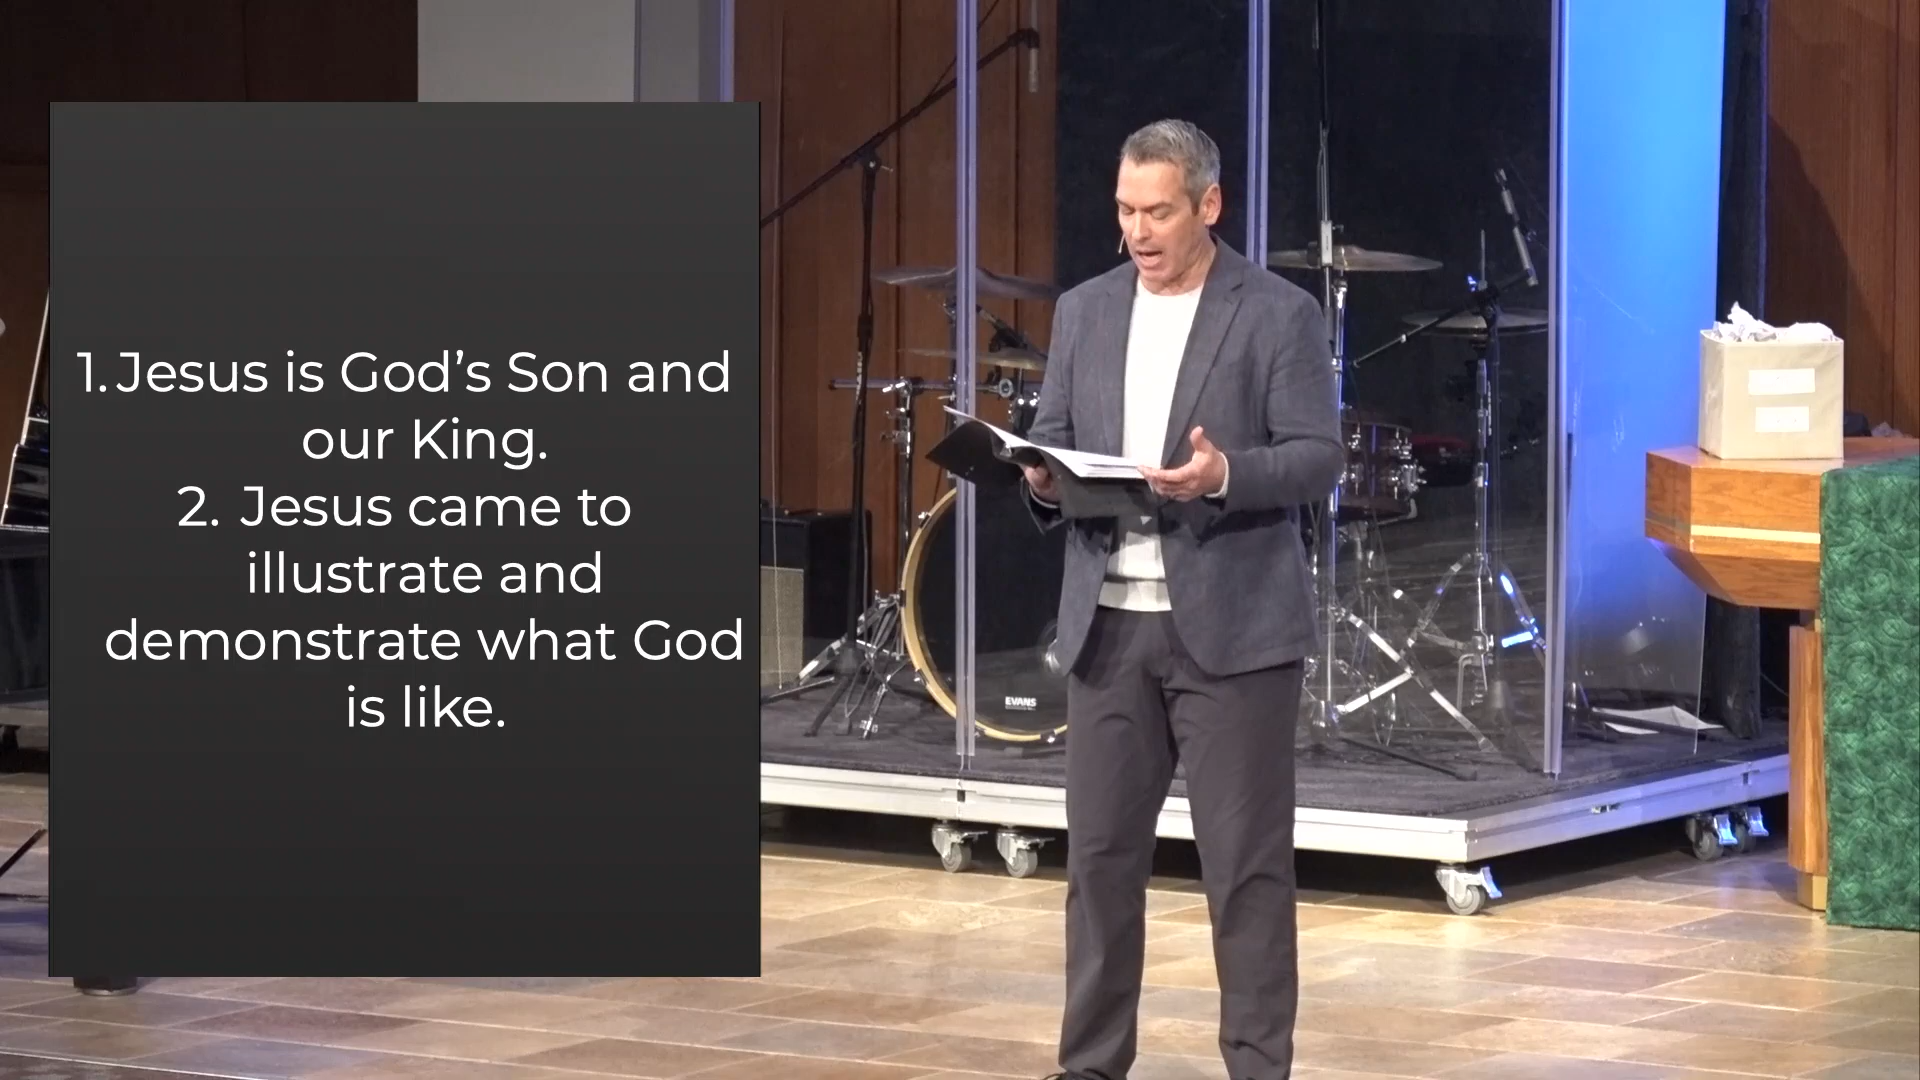 1. Jesus is God’s Son and
our King.
2. Jesus came to
illustrate and
demonstrate what God
is like.
EVANS